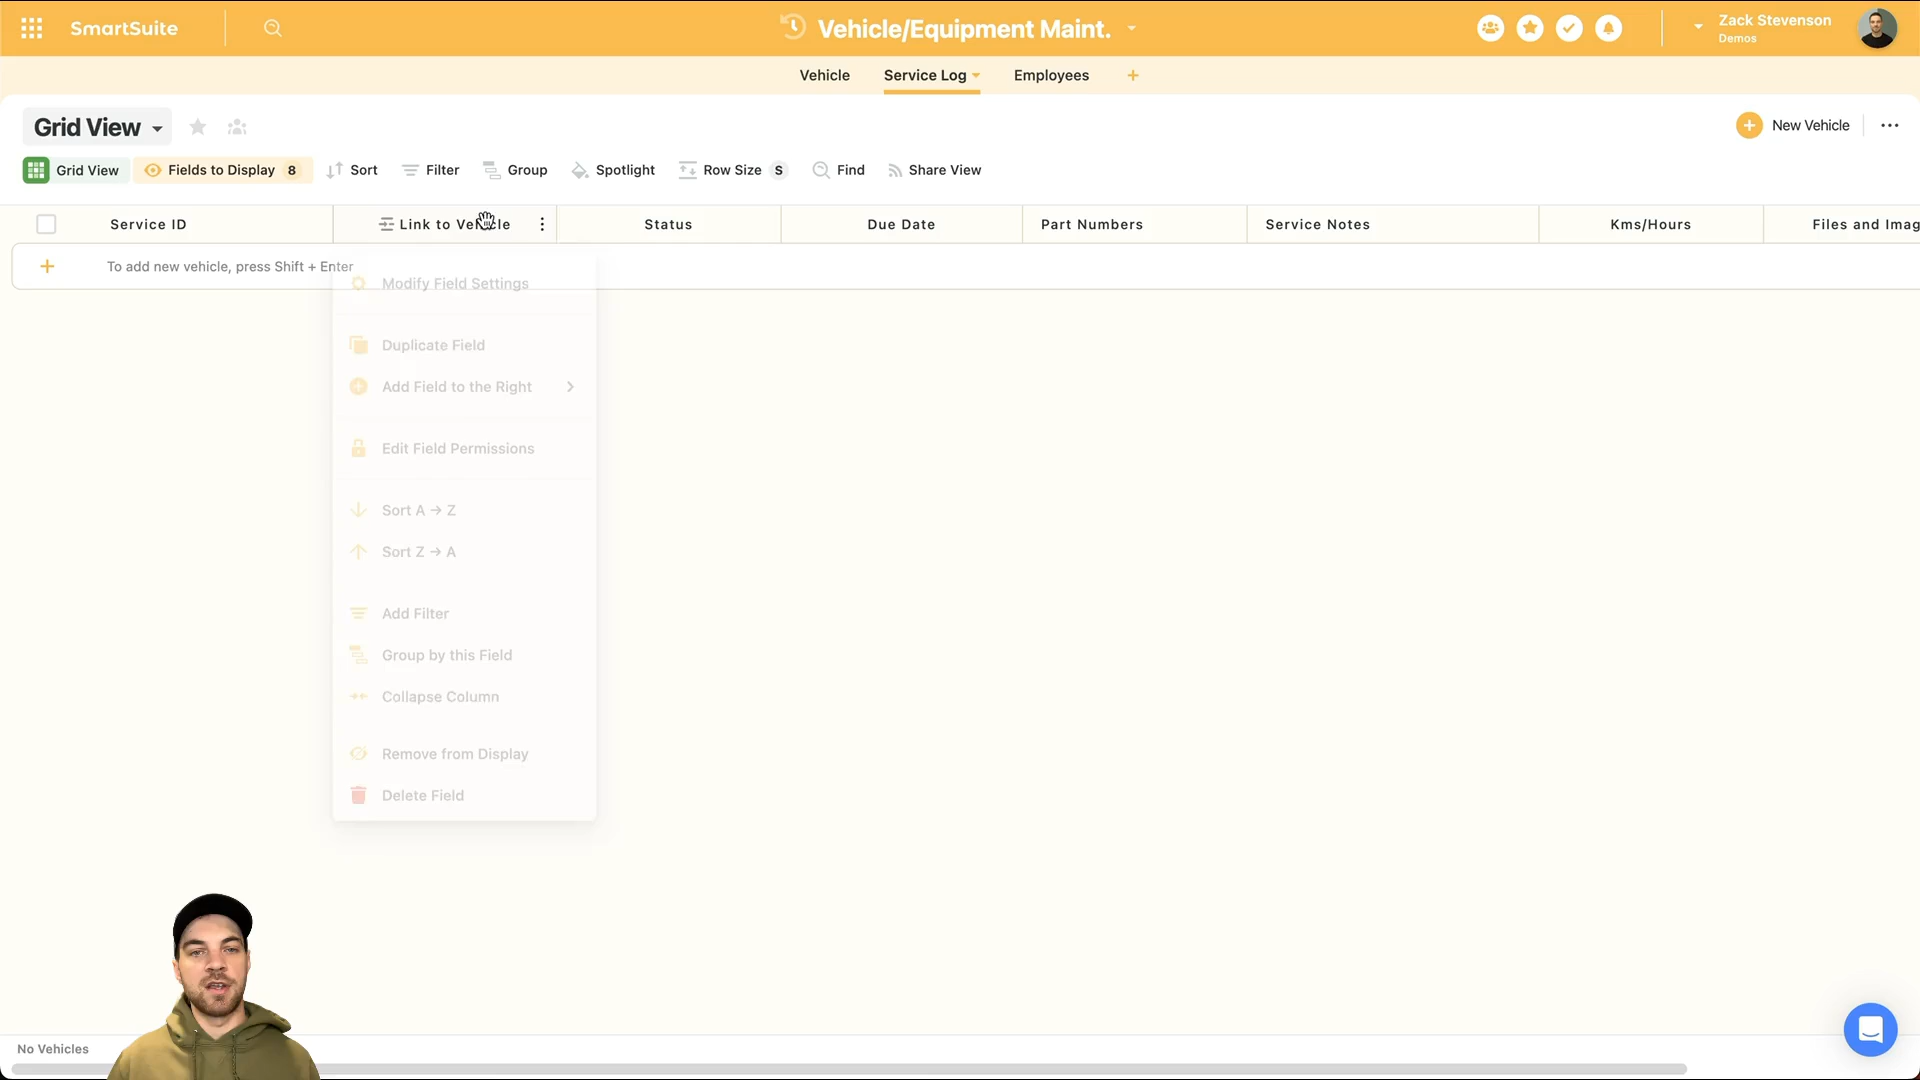 SmartSuite
Vehicle/Equipment Maint.
Zack Stevenson
Demos
Vehicle
Service Log
Employees
Grid View
New Vehicle
Grid View
Fields to Display 8
Sort
Filter
Group
Spotlight
Row Size S
Find
Share View
Service ID
Link to Vehicle
Status
Due Date
Part Numbers
Service Notes
Kms/Hours
Files and Imag
To add new vehicle, press Shift + Enter
Modify Field Settings
Duplicate Field
Add Field to the Right
Edit Field Permissions
Sort A → Z
Sort Z → A
Add Filter
Group by this Field
Collapse Column
Remove from Display
Delete Field
No Vehicles